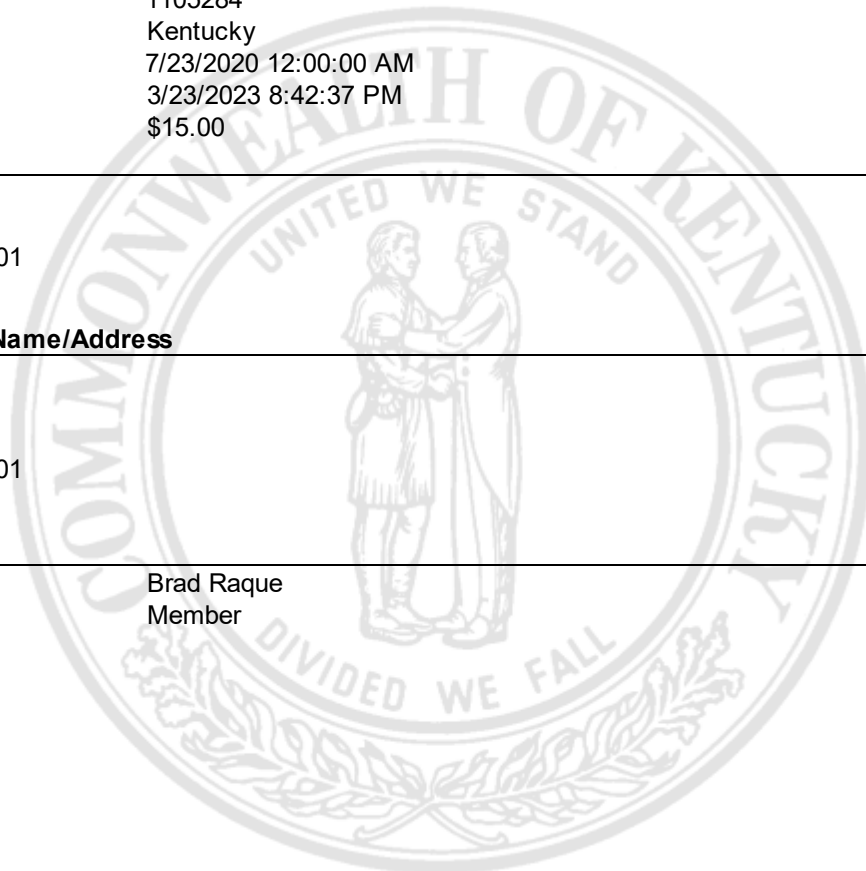 1105284
Kentucky
7/23/2020 12:00:00 AM
3/23/2023 8:42:37 PM
$15.00
COMMONWEALTH OF KENTUCKY
UNITED WE STAND
01
Name/Address
01
Brad Raque
Member
DIVIDED WE FALL